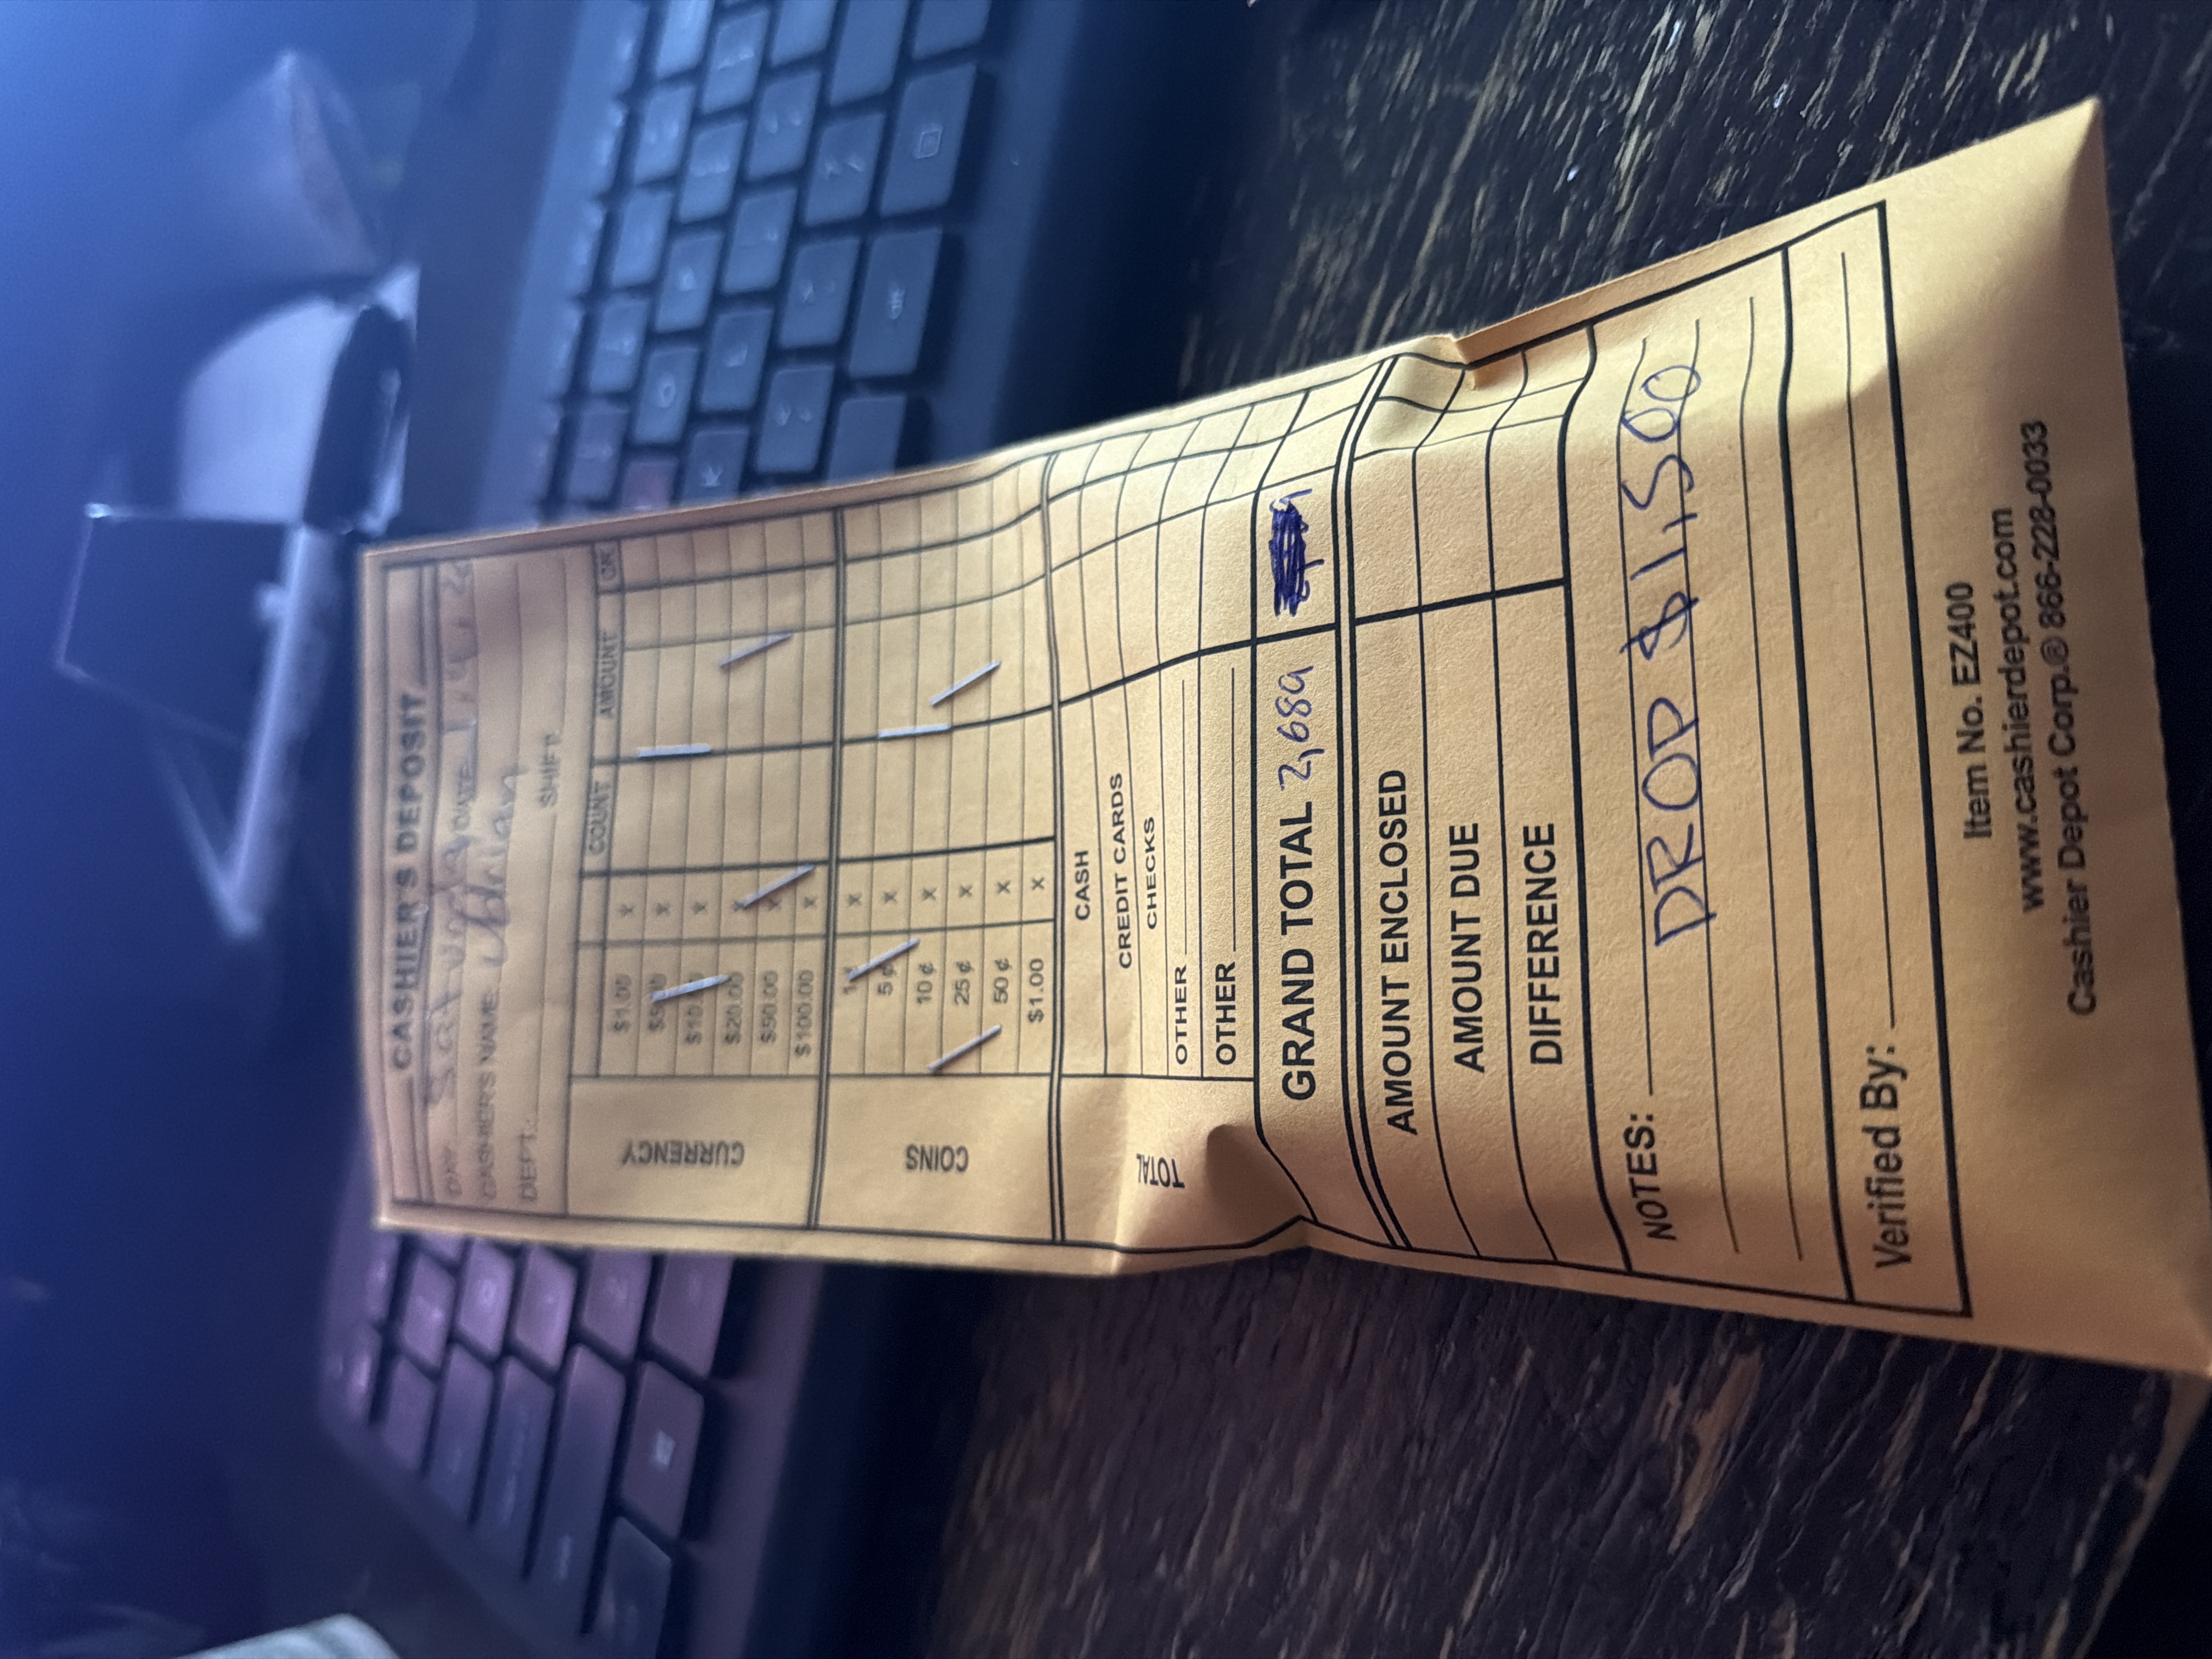 CASHIER'S DEPOSIT
DAY Saturday DATE
CASHIER'S NAME Adrian
DEPT. SHIFT
COUNT AMOUNT
CURRENCY
$1.00 X
$5.00 X
$10.00 X
$20.00 X
$50.00 X
$100.00 X
COINS
1¢ X
5¢ X
10¢ X
25¢ X
50¢ X
$1.00 X
TOTAL
CASH
CREDIT CARDS
CHECKS
OTHER
OTHER
GRAND TOTAL 2,689
AMOUNT ENCLOSED
AMOUNT DUE
DIFFERENCE
NOTES: DROP $1,500
Verified By:
Item No. EZ400
www.cashierdepot.com
Cashier Depot Corp.® 866-228-0033